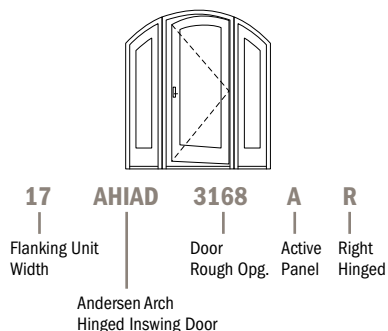 17 AHIAD 3168 A R
Flanking Unit Door Active Right
Width Rough Opg. Panel Hinged
Andersen Arch
Hinged Inswing Door